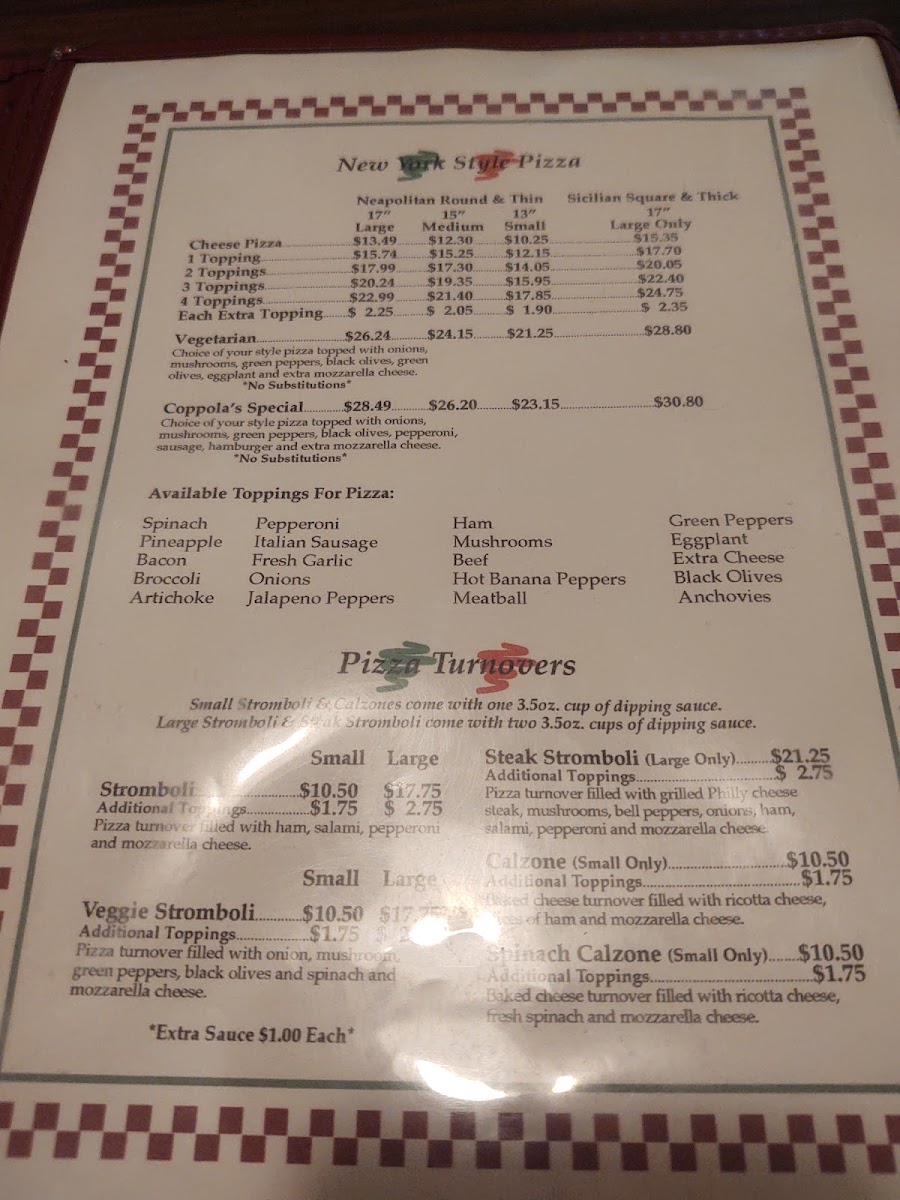 New York Style Pizza
Neapolitan Round & Thin Sicilian Square & Thick
17" 15" 13" 17"
Large Medium Small Large Only
Cheese Pizza $13.49 $12.30 $10.25 $15.35
1 Topping $15.74 $15.25 $12.15 $17.70
2 Toppings $17.99 $17.30 $14.05 $20.05
3 Toppings $20.24 $19.35 $15.95 $22.40
4 Toppings $22.99 $21.40 $17.85 $24.75
Each Extra Topping $ 2.25 $ 2.05 $ 1.90 $ 2.35
Vegetarian $26.24 $24.15 $21.25 $28.80
Choice of your style pizza topped with onions,
mushrooms, green peppers, black olives, green
olives, eggplant and extra mozzarella cheese.
*No Substitutions*
Coppola's Special $28.49 $26.20 $23.15 $30.80
Choice of your style pizza topped with onions,
mushrooms, green peppers, black olives, pepperoni,
sausage, hamburger and extra mozzarella cheese.
*No Substitutions*
Available Toppings For Pizza:
Spinach Pepperoni Ham Green Peppers
Pineapple Italian Sausage Mushrooms Eggplant
Bacon Fresh Garlic Beef Extra Cheese
Broccoli Onions Hot Banana Peppers Black Olives
Artichoke Jalapeno Peppers Meatball Anchovies
Pizza Turnovers
Small Stromboli & Calzones come with one 3.5oz. cup of dipping sauce.
Large Stromboli & Steak Stromboli come with two 3.5oz. cups of dipping sauce.
Small Large
Stromboli $10.50 $17.75
Additional Toppings $1.75 $ 2.75
Pizza turnover filled with ham, salami, pepperoni
and mozzarella cheese.
Small Large
Veggie Stromboli $10.50
Additional Toppings $1.75
Pizza turnover filled with onion, mushroom,
green peppers, black olives and spinach and
mozzarella cheese.
*Extra Sauce $1.00 Each*
Steak Stromboli (Large Only) $21.25
Additional Toppings $ 2.75
Pizza turnover filled with grilled Philly cheese
steak, mushrooms, bell peppers, onions, ham,
salami, pepperoni and mozzarella cheese.
Calzone (Small Only) $10.50
Additional Toppings $1.75
Baked cheese turnover filled with ricotta cheese,
of ham and mozzarella cheese.
Spinach Calzone (Small Only) $10.50
Additional Toppings $1.75
Baked cheese turnover filled with ricotta cheese,
fresh spinach and mozzarella cheese.